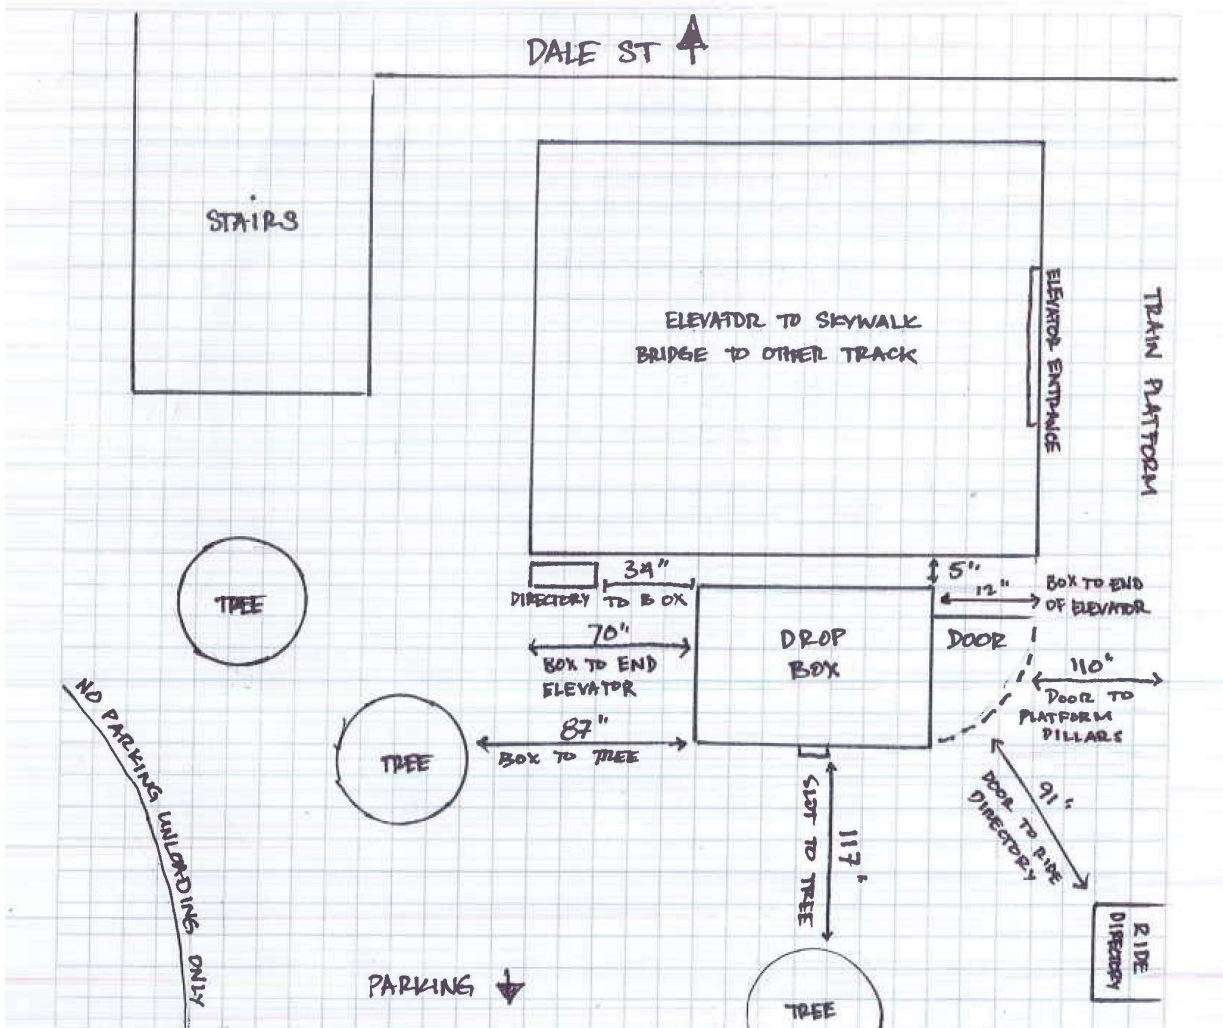 DALE ST
STAIRS
ELEVATOR TO SKYWALK
BRIDGE TO OTHER TRACK
ELEVATOR ENTRANCE
TRAIN PLATFORM
34"
DIRECTORY TO BOX
5"
12"
BOX TO END
OF ELEVATOR
TREE
70"
BOX TO END
ELEVATOR
DROP
BOX
DOOR
110"
DOOR TO
PLATFORM
PILLARS
NO PARKING UNLOADING ONLY
TREE
87"
BOX TO TREE
SLOT TO TREE
117"
91"
DOOR TO RIDE
DIRECTORY
RIDE
DIRECTORY
PARKING
TREE